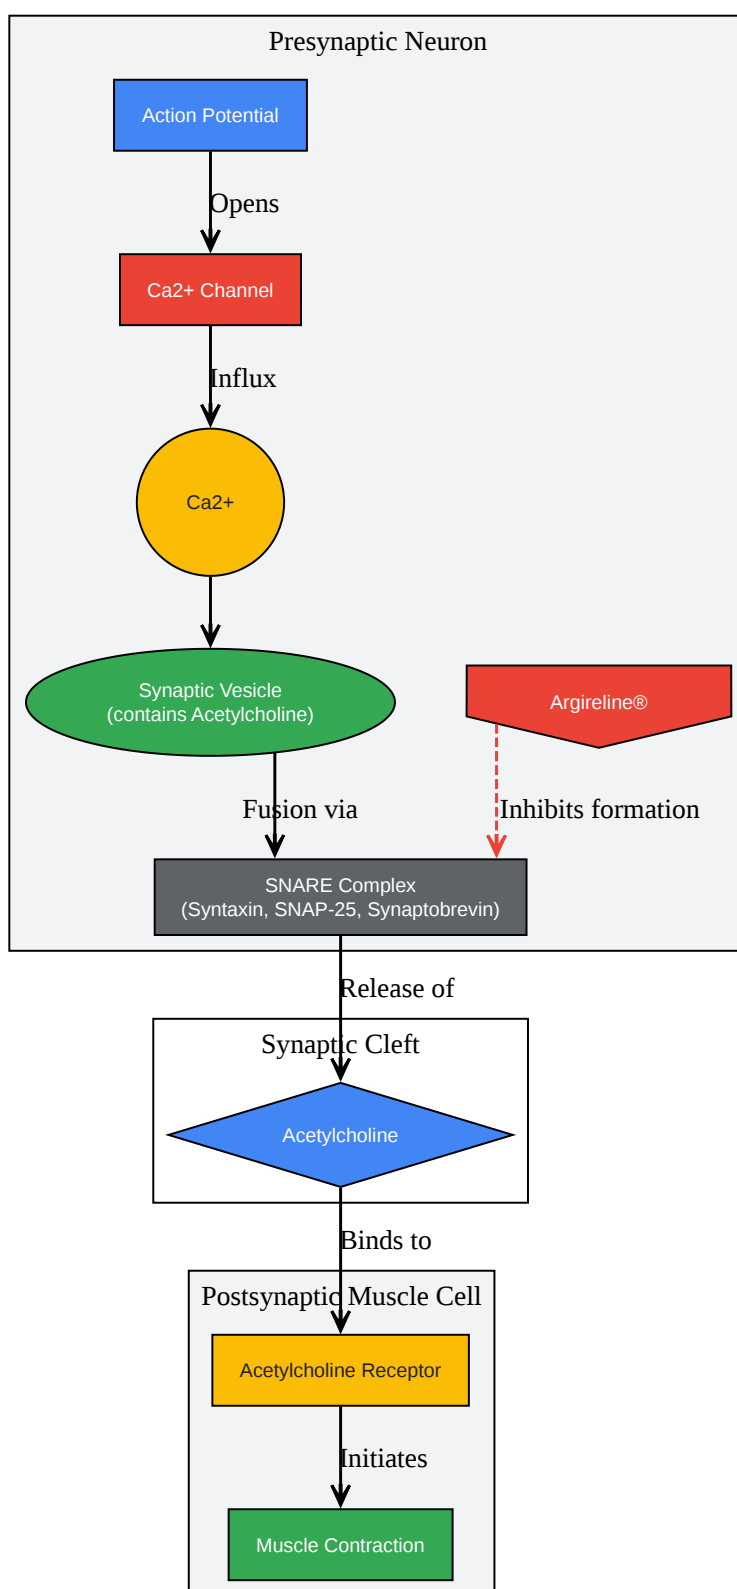 Presynaptic Neuron
Action Potential
Opens
Ca2+ Channel
Influx
Ca2+
Synaptic Vesicle
(contains Acetylcholine)
Argireline®
Fusion via
Inhibits formation
SNARE Complex
(Syntaxin, SNAP-25, Synaptobrevin)
Release of
Synaptic Cleft
Acetylcholine
Binds to
Postsynaptic Muscle Cell
Acetylcholine Receptor
Initiates
Muscle Contraction